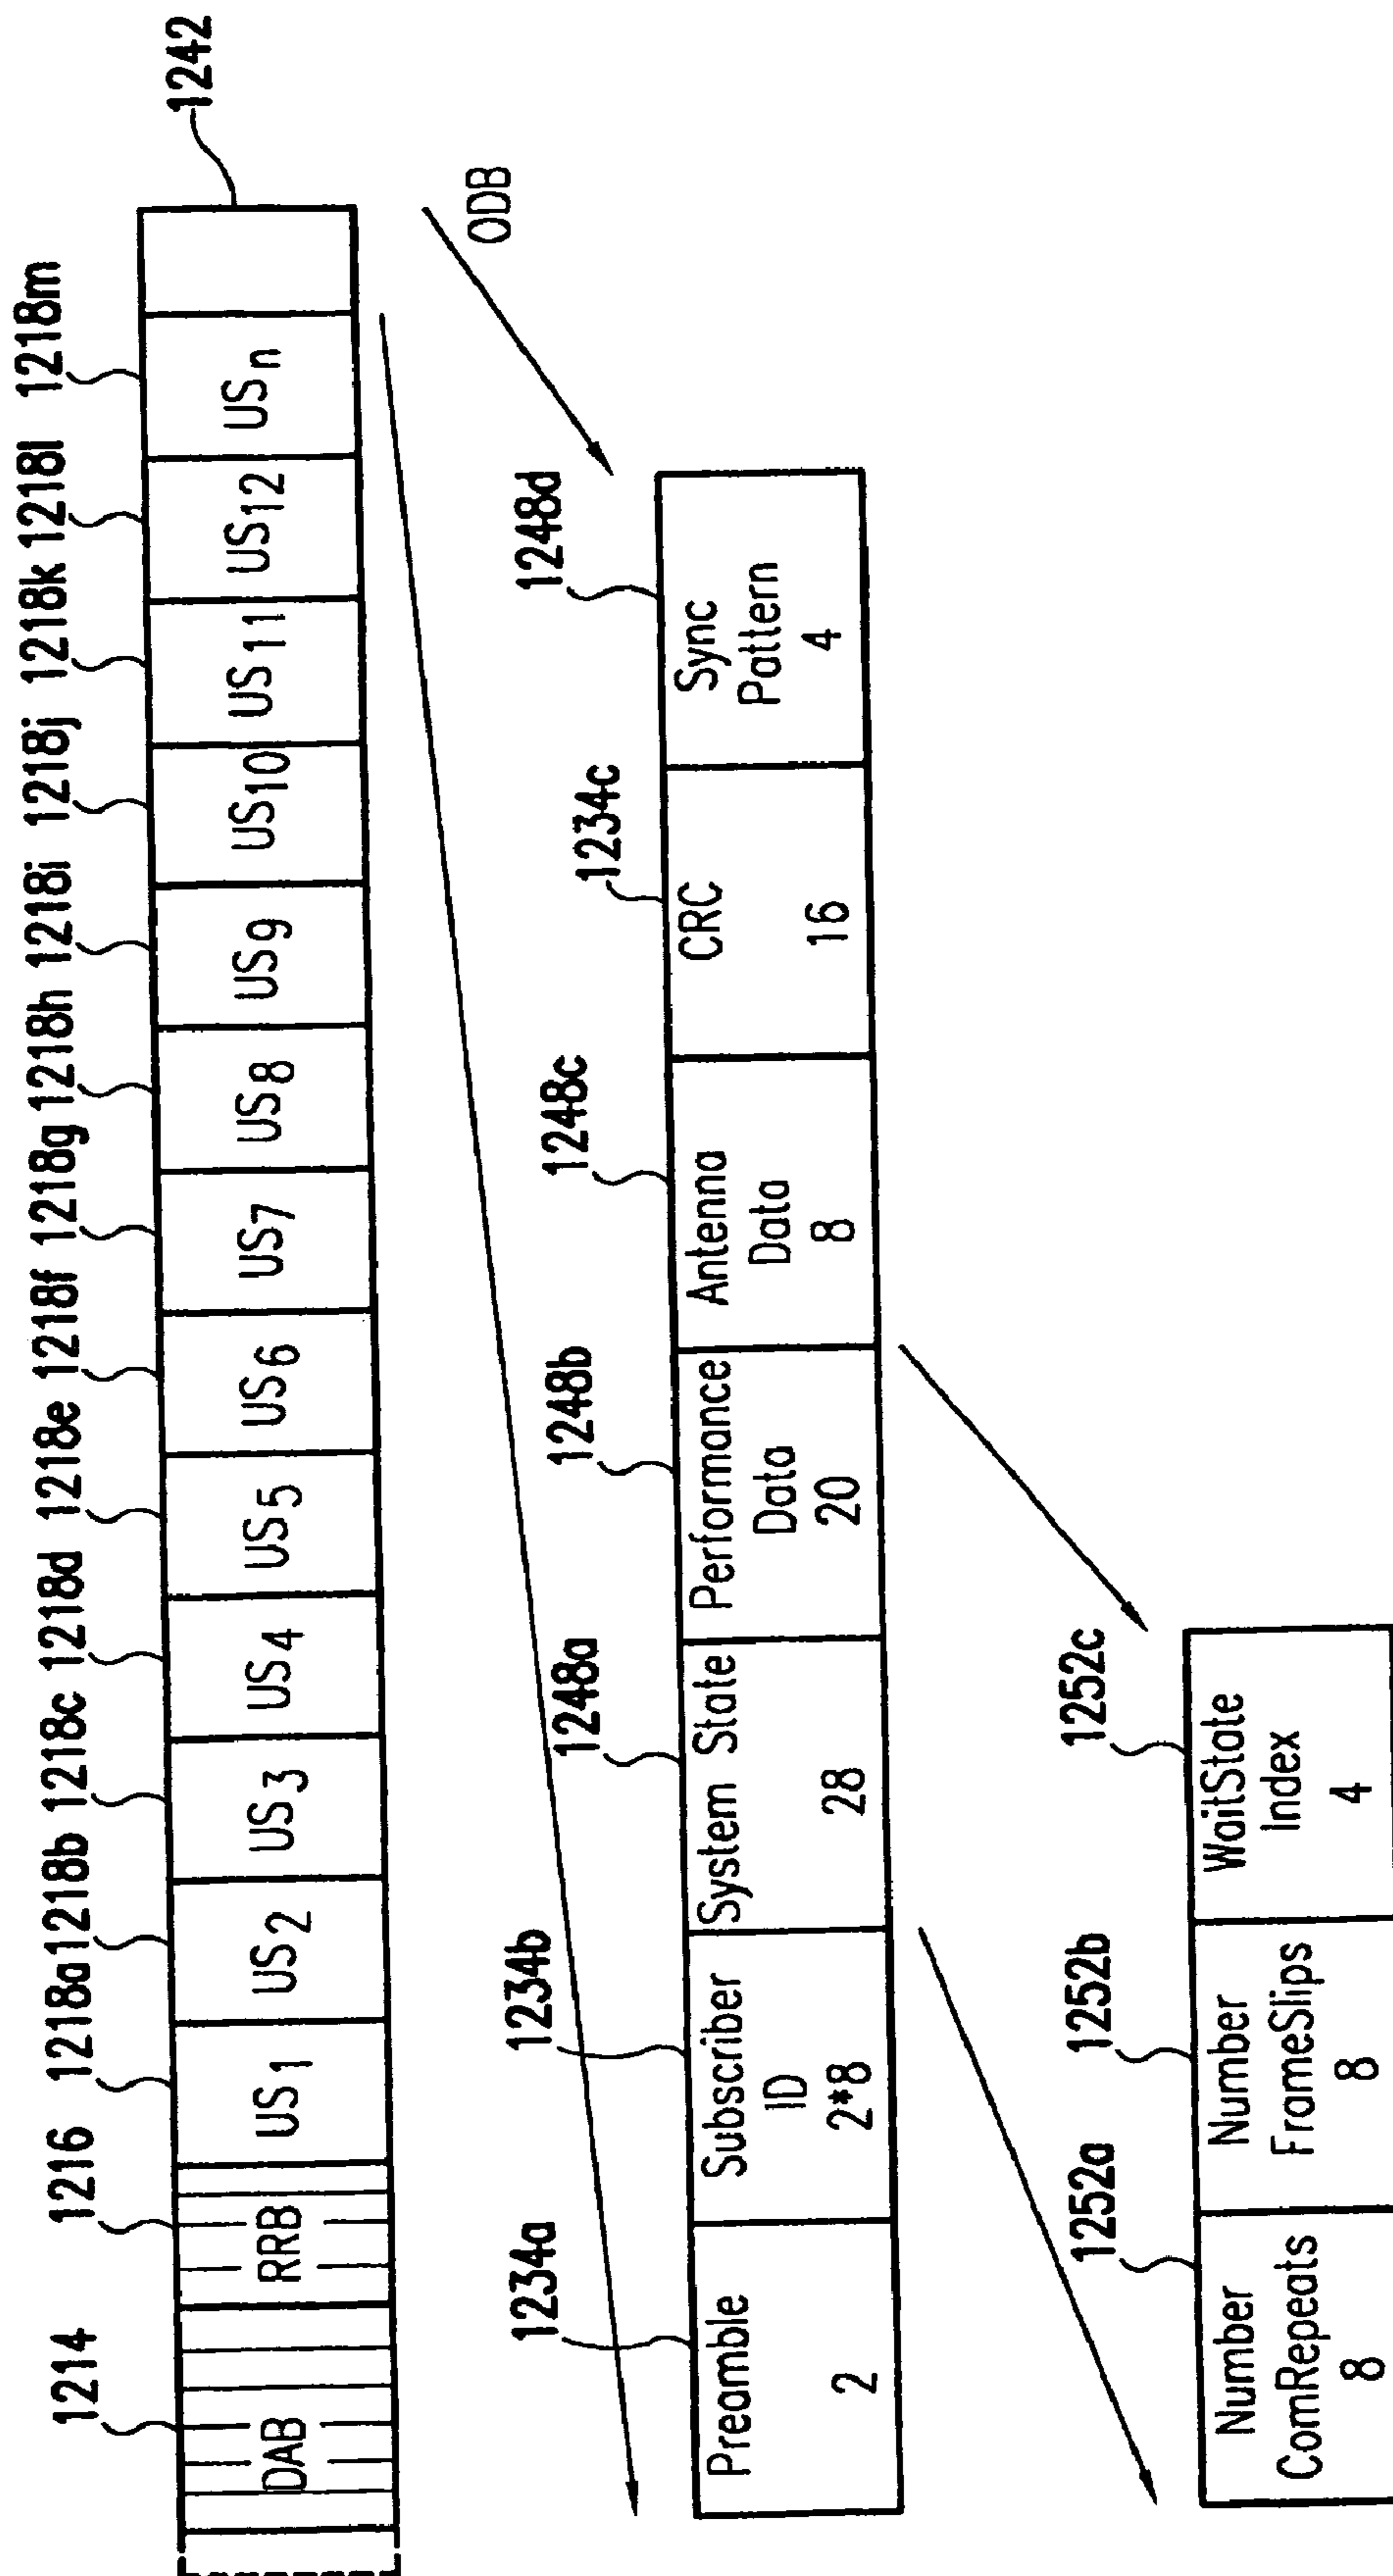 1214 1216 1218a 1218b 1218c 1218d 1218e 1218f 1218g 1218h 1218i 1218j 1218k 1218l 1218m
1242
DAB RRB US1 US2 US3 US4 US5 US6 US7 US8 US9 US10 US11 US12 USn
ODB
1234a 1234b 1248a 1248b 1248c 1234c 1248d
Preamble
2
Subscriber
ID
2*8
System State
28
Performance
Data
20
Antenna
Data
8
CRC
16
Sync
Pattern
4
1252a 1252b 1252c
Number
ComRepeats
8
Number
FrameSlips
8
WaitState
Index
4